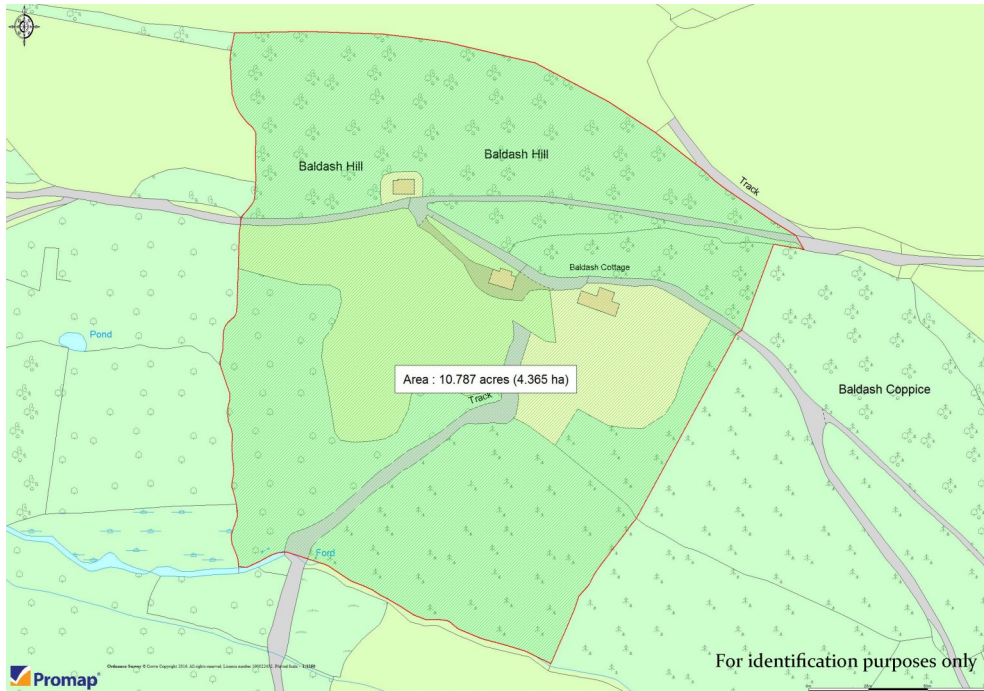 Baldash Hill
Baldash Hill
Track
Baldash Cottage
Pond
Area : 10.787 acres (4.365 ha)
Track
Baldash Coppice
Ford
For identification purposes only
Promap